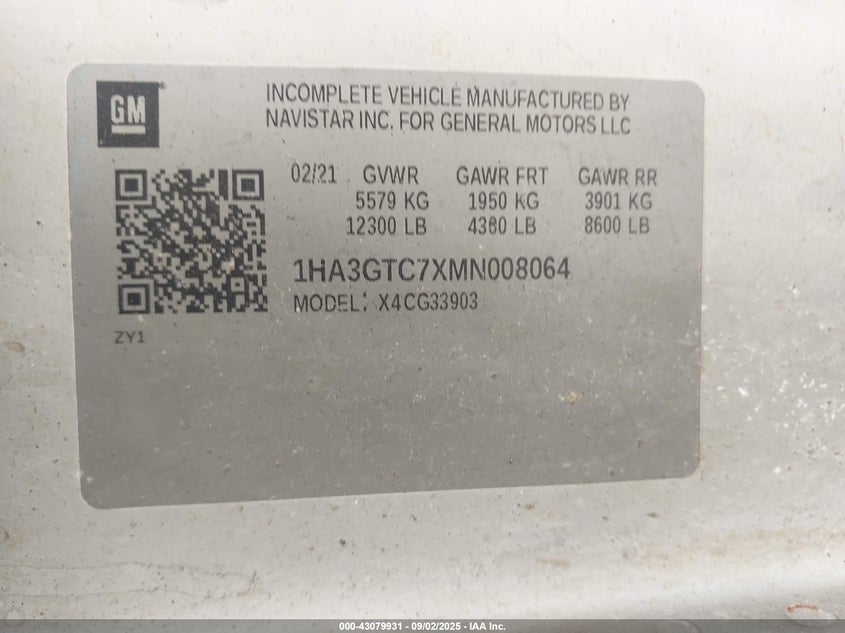 GM
INCOMPLETE VEHICLE MANUFACTURED BY
NAVISTAR INC. FOR GENERAL MOTORS LLC
02/21 GVWR GAWR FRT GAWR RR
5579 KG 1950 KG 3901 KG
12300 LB 4300 LB 8600 LB
1HA3GTC7XMN008064
MODEL: X4CG33903
ZY1
000-43079931 - 09/02/2025 - IAA Inc.